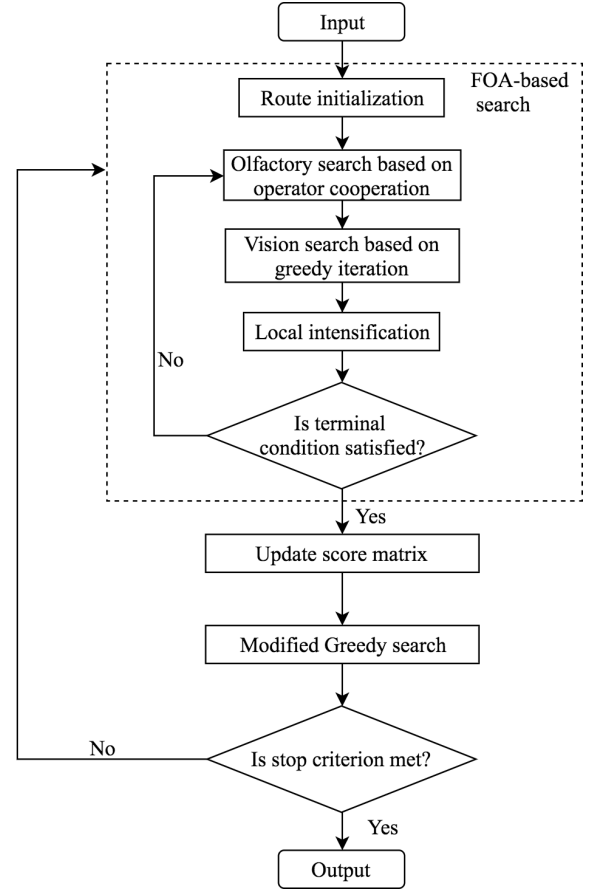 Input
FOA-based
search
Route initialization
Olfactory search based on
operator cooperation
Vision search based on
greedy iteration
Local intensification
No
Is terminal
condition satisfied?
Yes
Update score matrix
Modified Greedy search
No
Is stop criterion met?
Yes
Output